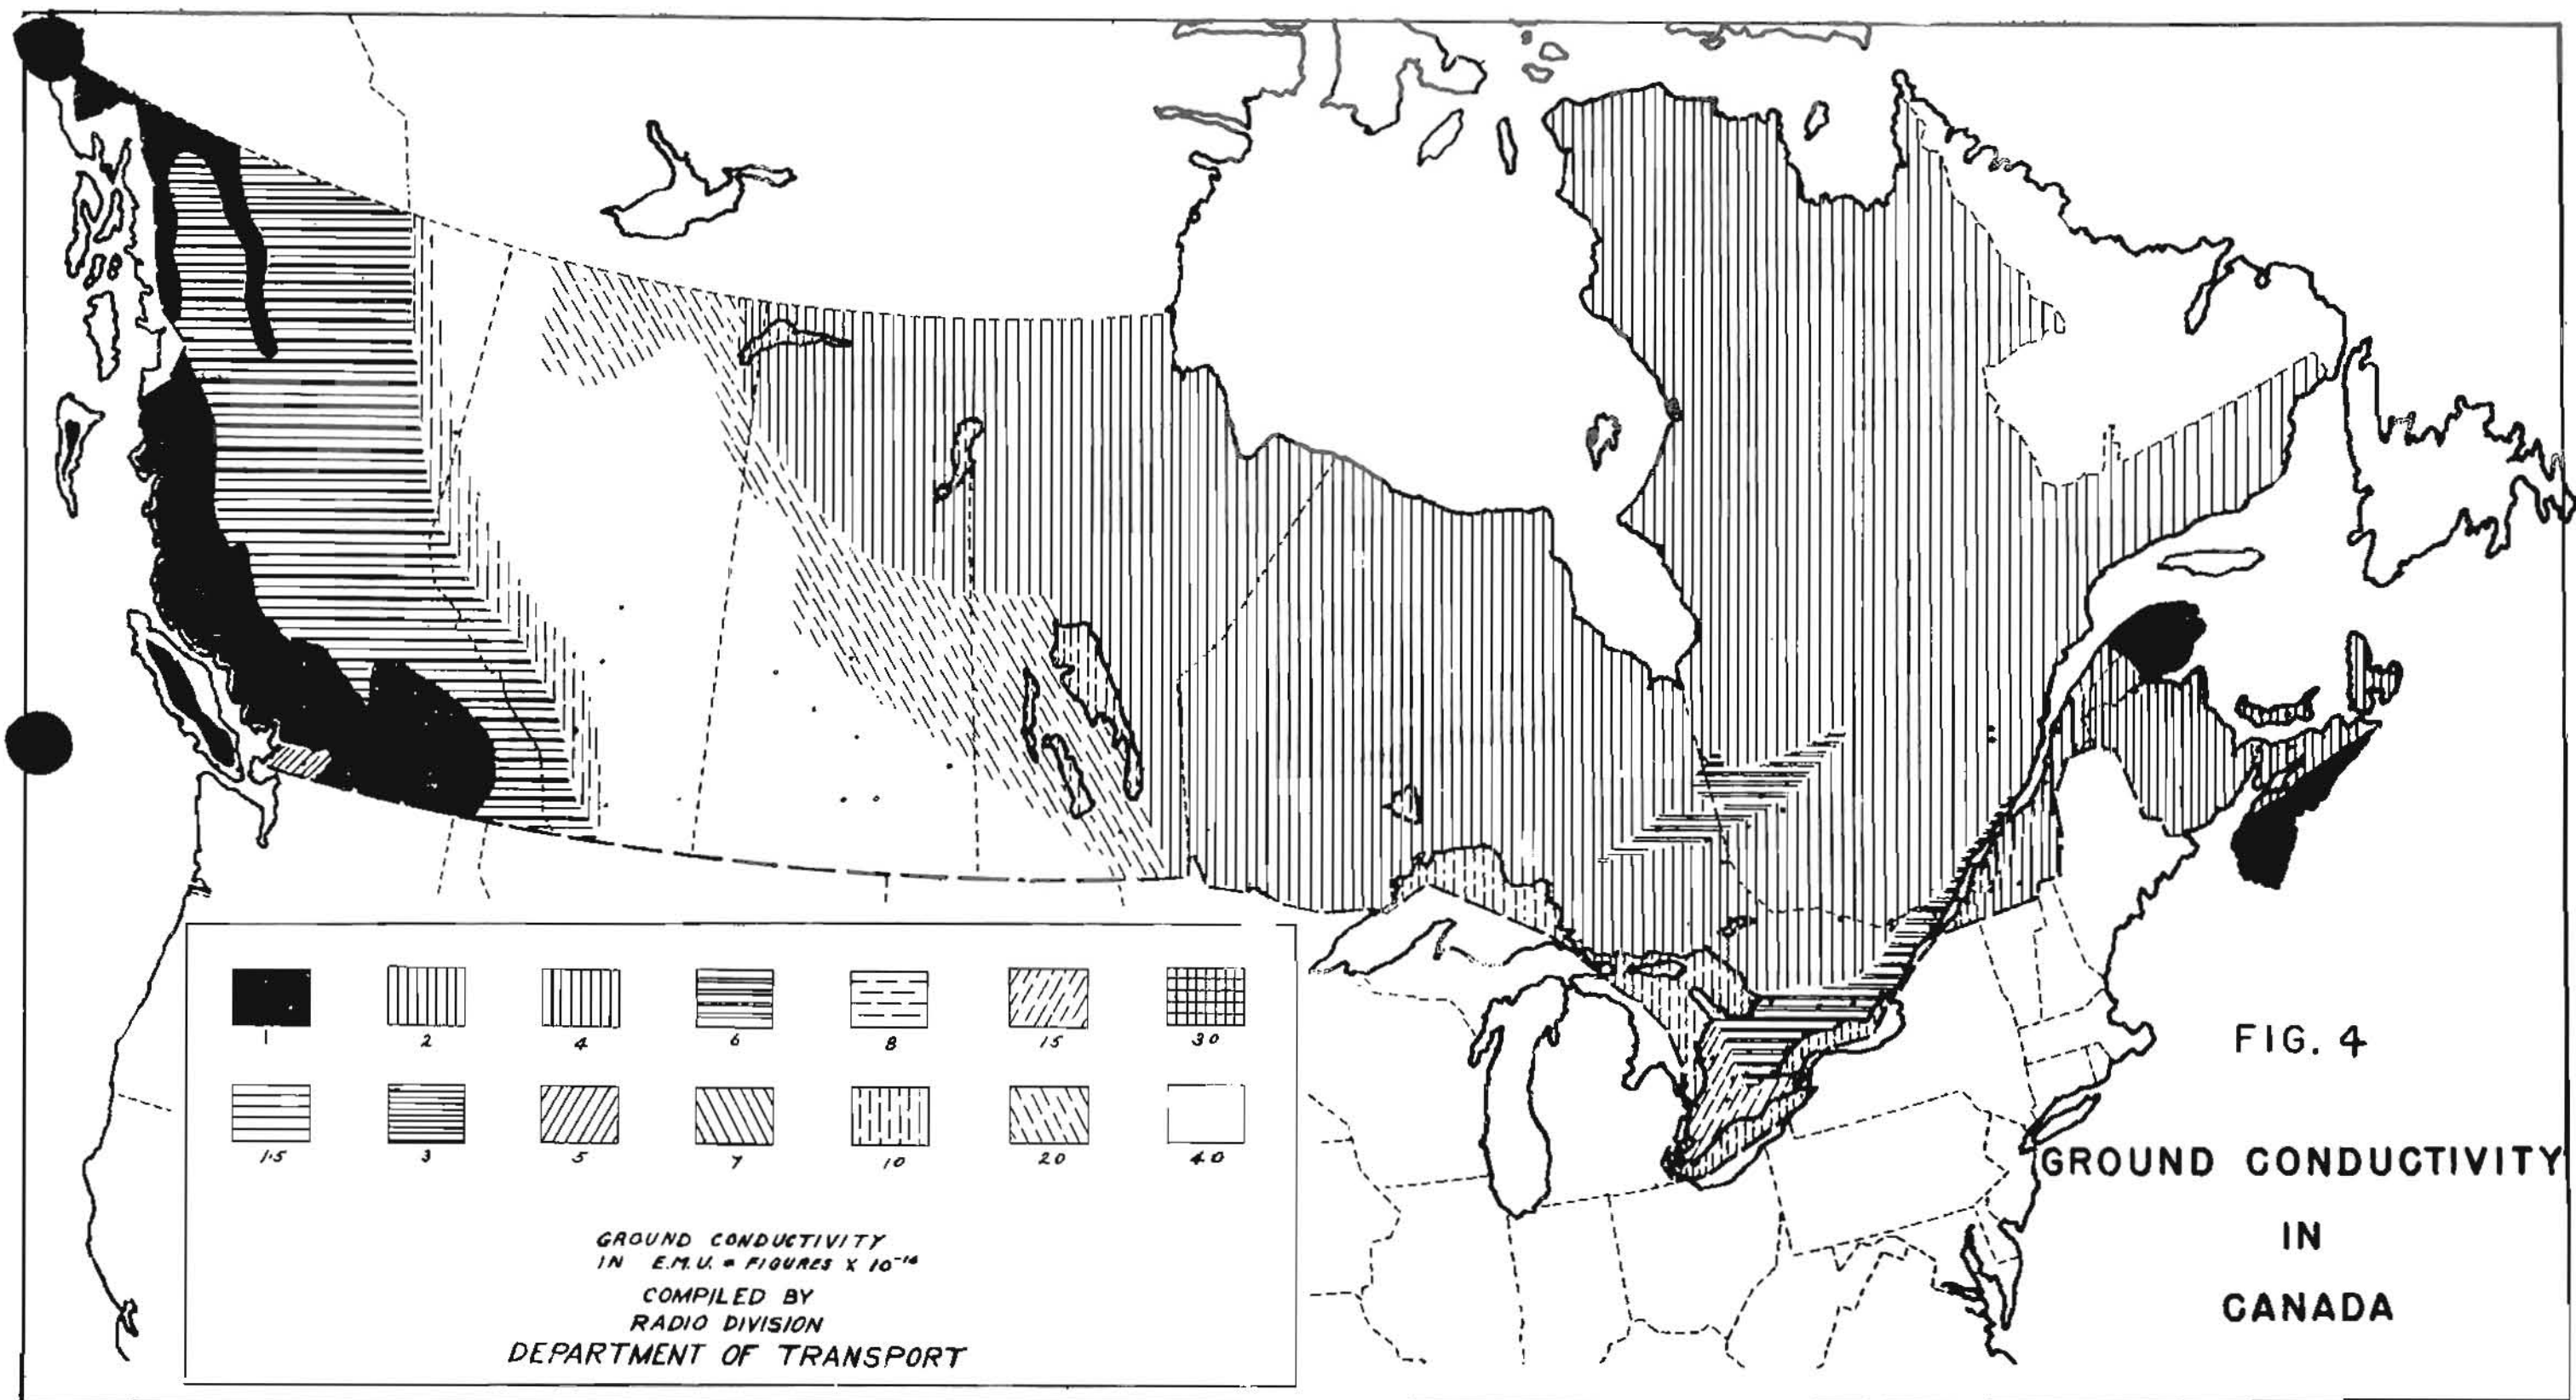 1 2 4 6 8 15 30
1.5 3 5 7 10 20 40
GROUND CONDUCTIVITY
IN E.M.U. = FIGURES X 10⁻¹⁴
COMPILED BY
RADIO DIVISION
DEPARTMENT OF TRANSPORT
FIG. 4
GROUND CONDUCTIVITY
IN
CANADA